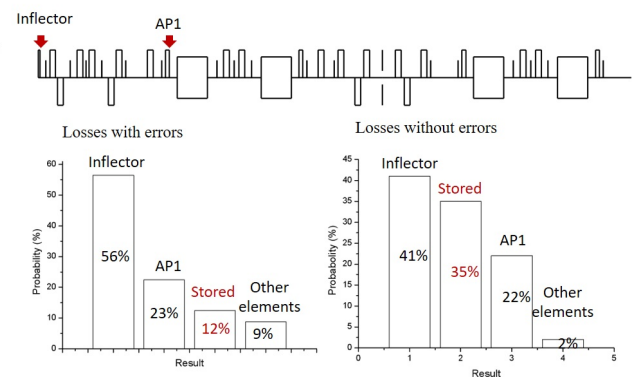 Inflector
AP1
Losses with errors
Losses without errors
60
50
40
30
20
10
0
Probability (%)
Inflector
56%
AP1
23%
Stored
12%
Other
elements
9%
Result
45
40
35
30
25
20
15
10
5
0
Probobolity (%)
Inflector
41%
Stored
35%
AP1
22%
Other
elements
2%
0
1
2
3
4
5
Result